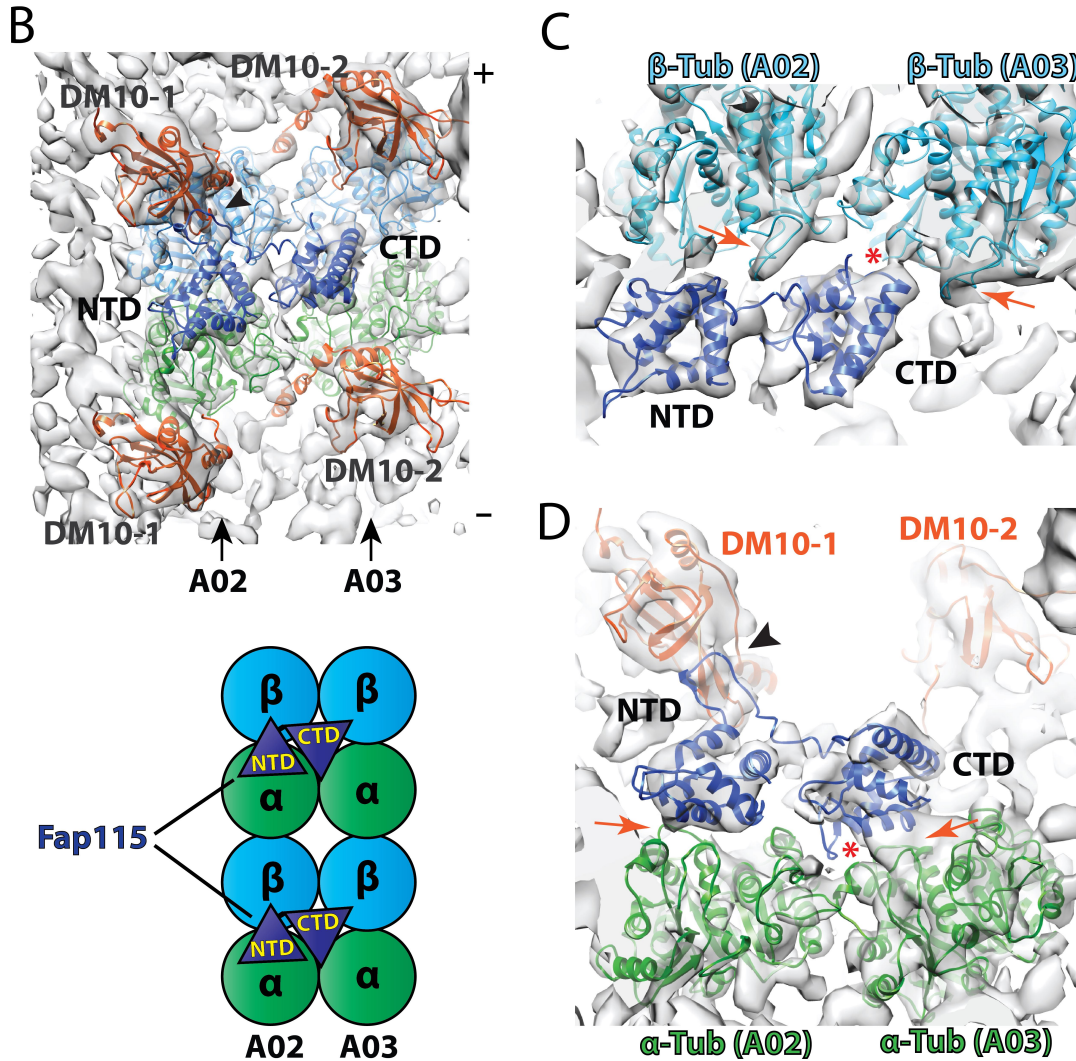 B
DM10-2
+
DM10-1
CTD
NTD
DM10-2
DM10-1
–
A02
A03
C
β-Tub (A02)
β-Tub (A03)
*
CTD
NTD
β
β
CTD
NTD
α
α
Fap115
β
β
CTD
NTD
α
α
A02
A03
D
DM10-1
DM10-2
NTD
CTD
*
α-Tub (A02)
α-Tub (A03)